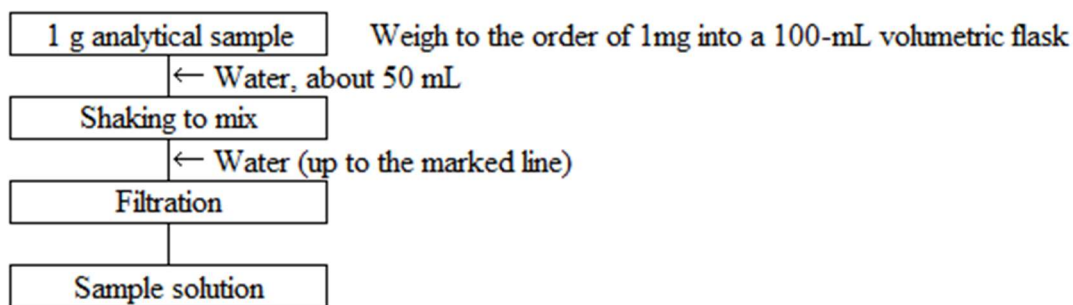 1 g analytical sample Weigh to the order of 1mg into a 100-mL volumetric flask
← Water, about 50 mL
Shaking to mix
← Water (up to the marked line)
Filtration
Sample solution